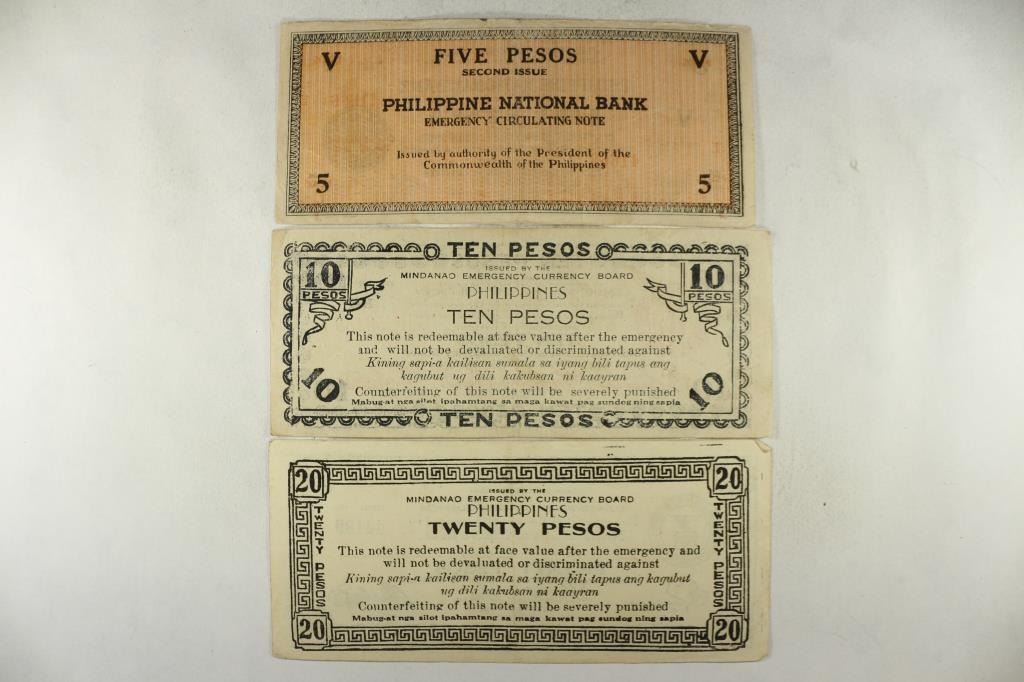 V FIVE PESOS V
SECOND ISSUE
PHILIPPINE NATIONAL BANK
EMERGENCY CIRCULATING NOTE
Issued by authority of the President of the
Commonwealth of the Philippines
5 5
TEN PESOS
10 PESOS 10 PESOS
ISSUED BY THE
MINDANAO EMERGENCY CURRENCY BOARD
PHILIPPINES
TEN PESOS
This note is redeemable at face value after the emergency
and will not be devaluated or discriminated against
Kining sapi-a kailisan sumala sa iyang bili tapus ang
kagubut ug dili kakubsan ni kaayran
10 10
Counterfeiting of this note will be severely punished
Mabug-at nga silot ipahamtang sa maga kawat pag sundog ning sapia
TEN PESOS
20 20
ISSUED BY THE
MINDANAO EMERGENCY CURRENCY BOARD
PHILIPPINES
TWENTY PESOS
TWENTY PESOS
TWENTY PESOS
This note is redeemable at face value after the emergency and
will not be devaluated or discriminated against
Kining sapi-a kailisan sumala sa iyang bili tapus ang kagubut
ug dili kakubsan ni kaayran
Counterfeiting of this note will be severely punished
Mabug-at nga silot ipahamtang sa maga kawat pag sundog ning sapia
20 20